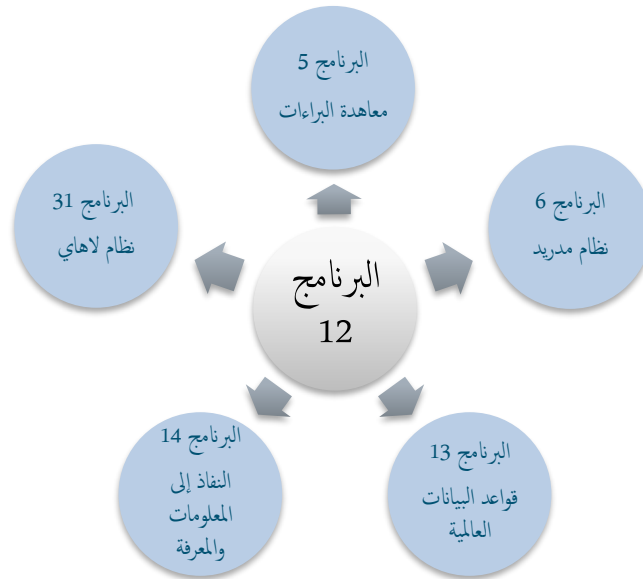 البرنامج 5
معاهدة البراءات
البرنامج 6
نظام مدريد
البرنامج 31
نظام لاهاي
البرنامج
12
البرنامج 13
قواعد البيانات
العالمية
البرنامج 14
النفاذ إلى
المعلومات
والمعرفة